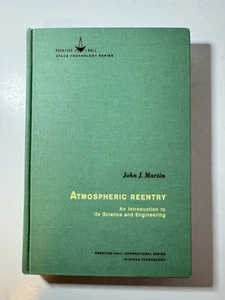 PRENTICE HALL
SPACE TECHNOLOGY SERIES
John J. Martin
ATMOSPHERIC REENTRY
An Introduction to
its Science and Engineering
PRENTICE-HALL INTERNATIONAL SERIES
IN SPACE TECHNOLOGY